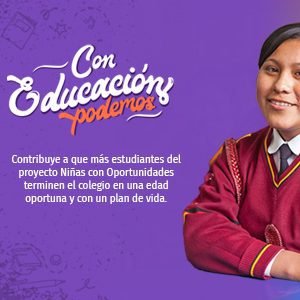 Con
Educación
podemos
Contribuye a que más estudiantes del
proyecto Niñas con Oportunidades
terminen el colegio en una edad
oportuna y con un plan de vida.